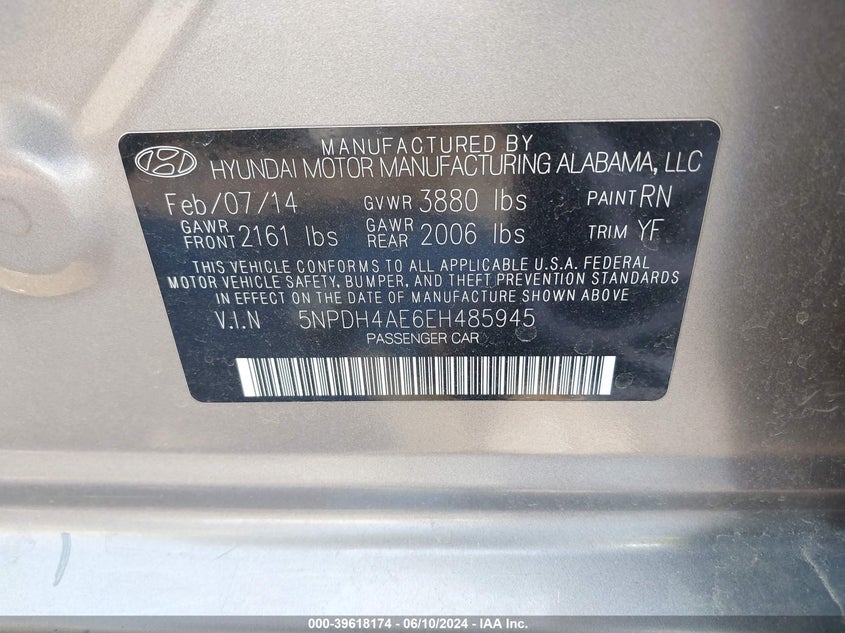 MANUFACTURED BY
HYUNDAI MOTOR MANUFACTURING ALABAMA, LLC
Feb/07/14 GVWR 3880 lbs PAINT RN
GAWR FRONT 2161 lbs GAWR REAR 2006 lbs TRIM YF
THIS VEHICLE CONFORMS TO ALL APPLICABLE U.S.A. FEDERAL
MOTOR VEHICLE SAFETY, BUMPER, AND THEFT PREVENTION STANDARDS
IN EFFECT ON THE DATE OF MANUFACTURE SHOWN ABOVE
V.I.N 5NPDH4AE6EH485945
PASSENGER CAR
000-39618174 - 06/10/2024 - IAA Inc.